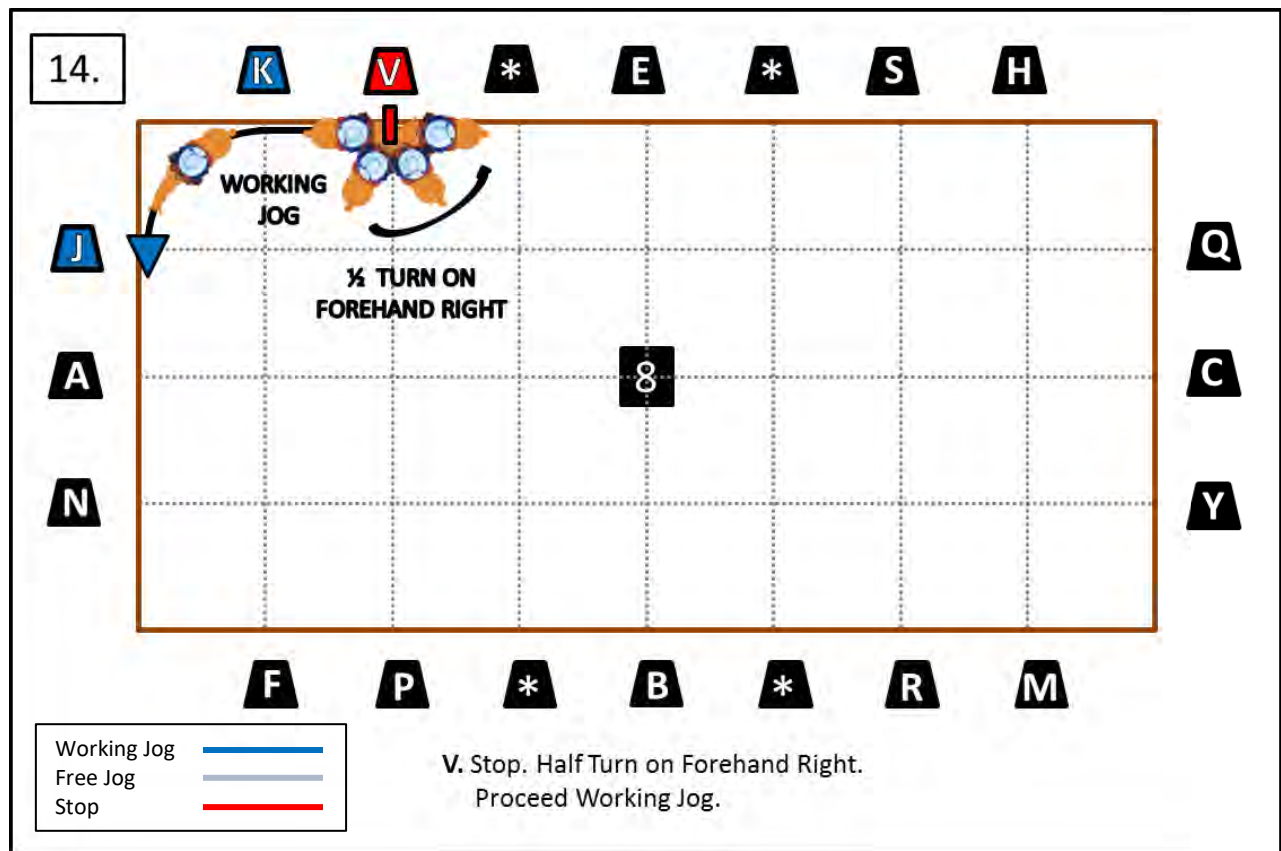 14.
K V * E * S H
WORKING
JOG
J
Q
½ TURN ON
FOREHAND RIGHT
A
8
C
N
Y
F P * B * R M
Working Jog
Free Jog
Stop
V. Stop. Half Turn on Forehand Right.
Proceed Working Jog.